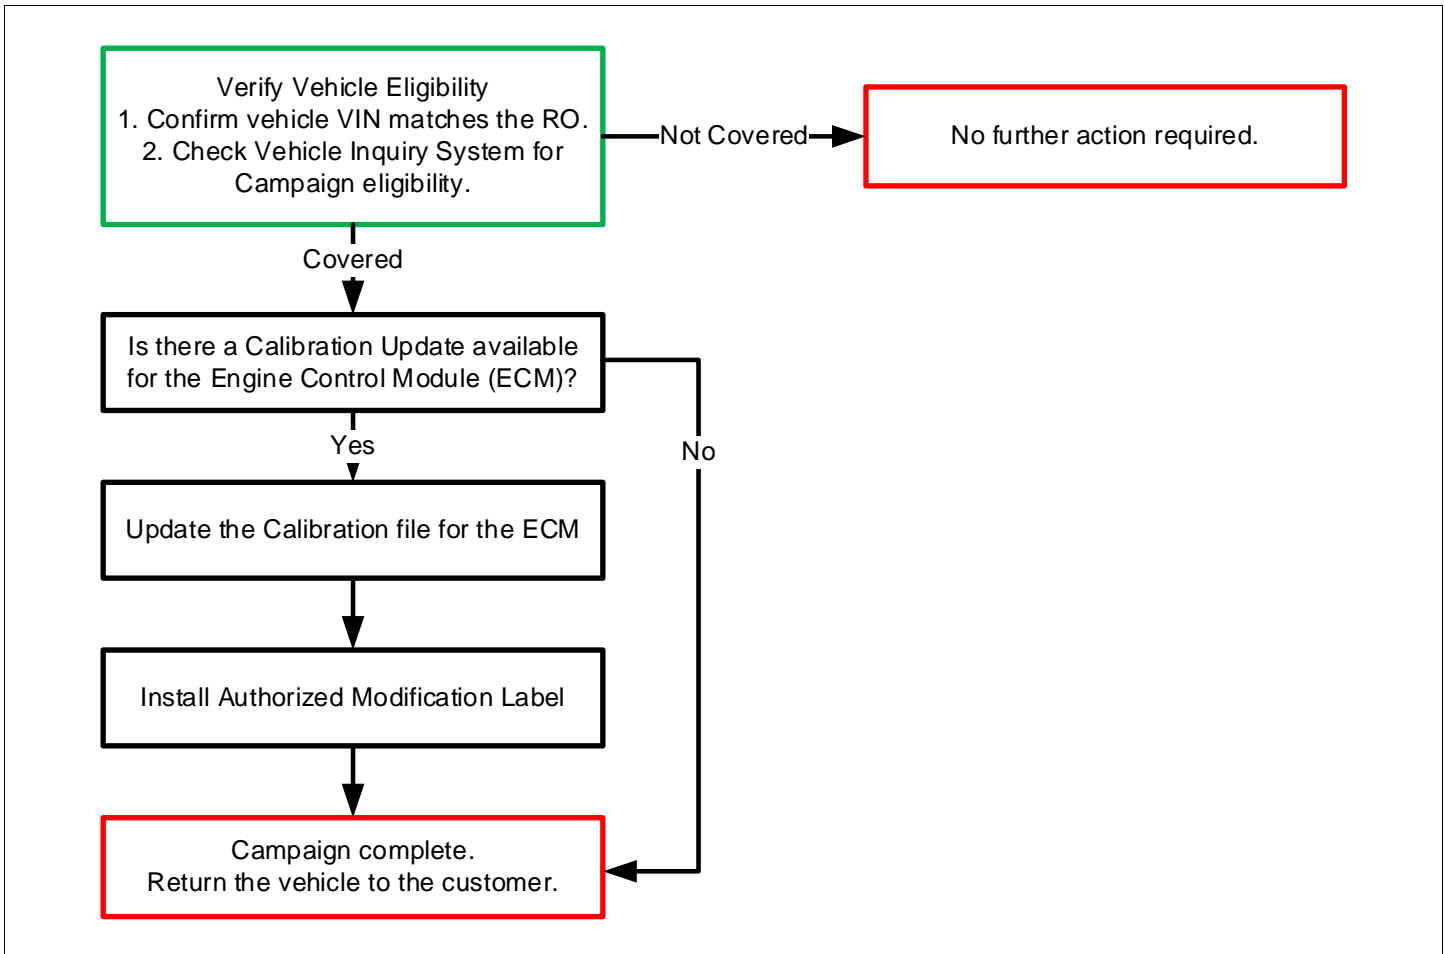 Verify Vehicle Eligibility
1. Confirm vehicle VIN matches the RO.
2. Check Vehicle Inquiry System for
Campaign eligibility.
Not Covered
No further action required.
Covered
Is there a Calibration Update available
for the Engine Control Module (ECM)?
Yes
No
Update the Calibration file for the ECM
Install Authorized Modification Label
Campaign complete.
Return the vehicle to the customer.